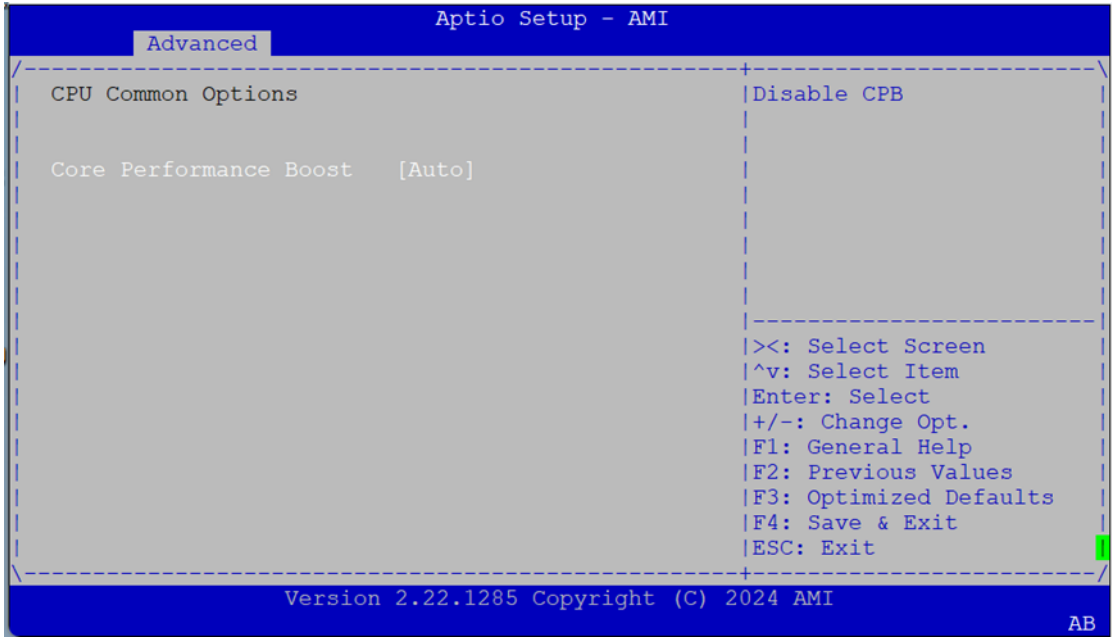 Aptio Setup - AMI
Advanced
CPU Common Options
Disable CPB
Core Performance Boost [Auto]
><: Select Screen
^v: Select Item
Enter: Select
+/-: Change Opt.
F1: General Help
F2: Previous Values
F3: Optimized Defaults
F4: Save & Exit
ESC: Exit
Version 2.22.1285 Copyright (C) 2024 AMI
AB